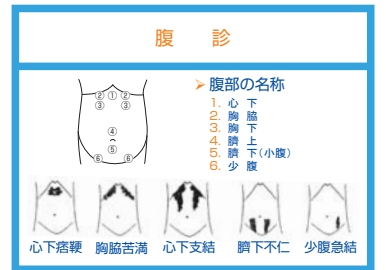 腹 診
➢ 腹部の名称
1. 心 下
2. 胸 脇
3. 胸 下
4. 臍 上
5. 臍 下(小腹)
6. 少 腹
② ① ②
③ ③
④
⑤
⑥ ⑥
心下痞鞕 胸脇苦満 心下支結 臍下不仁 少腹急結